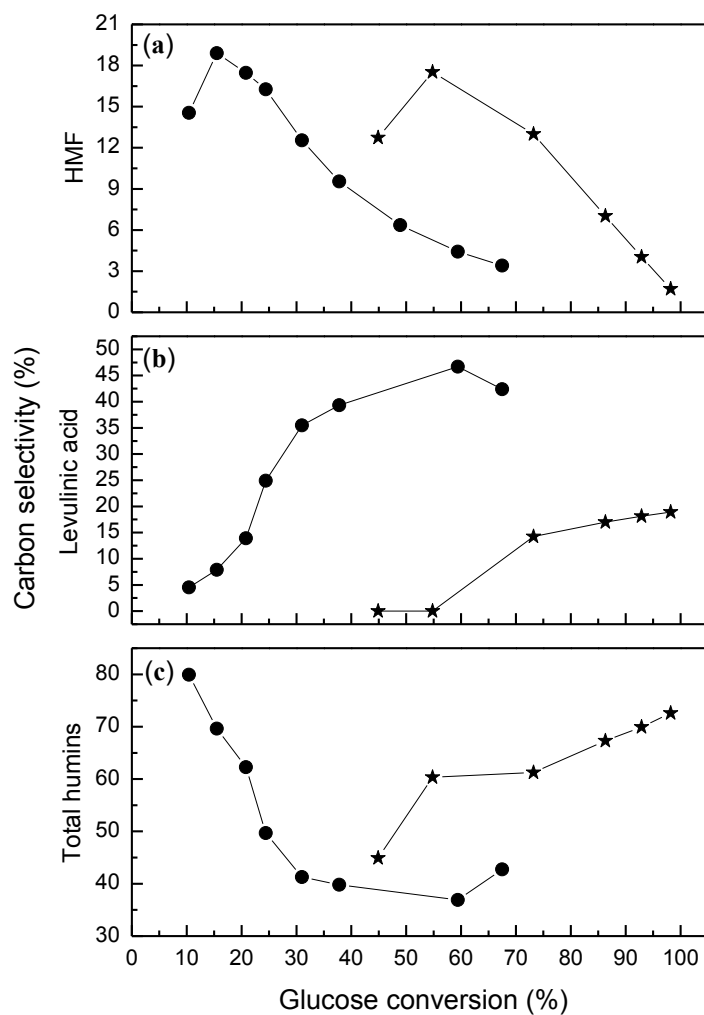 (a)
21
18
15
12
9
6
3
0
HMF
(b)
50
45
40
35
30
25
20
15
10
5
0
Levulinic acid
Carbon selectivity (%)
(c)
80
70
60
50
40
30
Total humins
0 10 20 30 40 50 60 70 80 90 100
Glucose conversion (%)